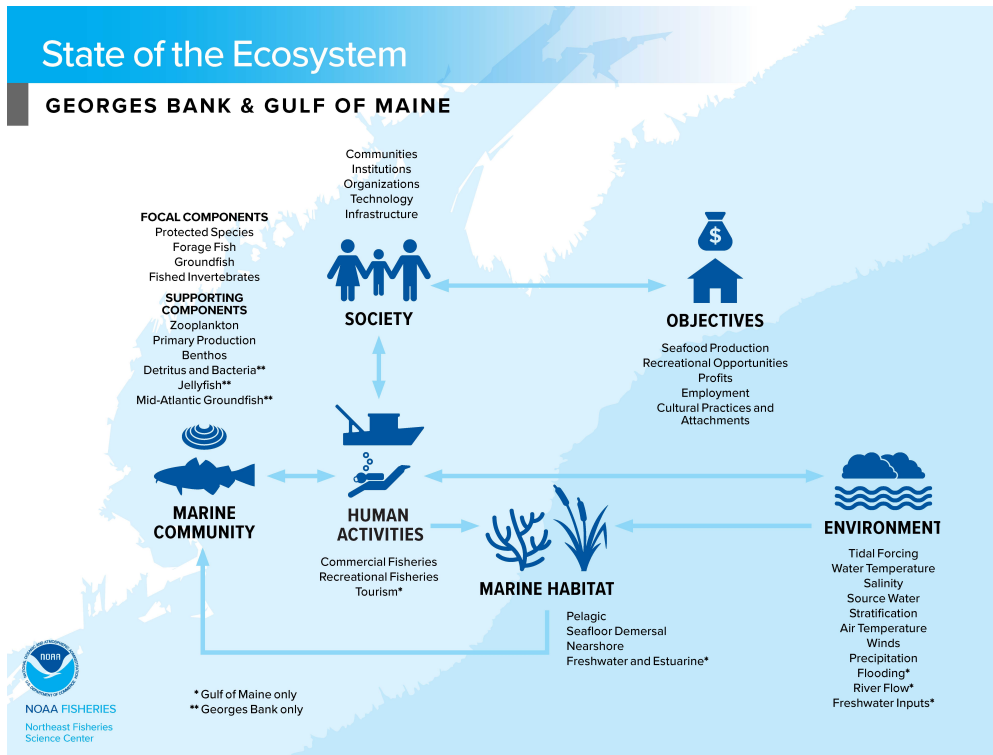 State of the Ecosystem
GEORGES BANK & GULF OF MAINE
Communities
Institutions
Organizations
Technology
Infrastructure
SOCIETY
FOCAL COMPONENTS
Protected Species
Forage Fish
Groundfish
Fished Invertebrates
SUPPORTING
COMPONENTS
Zooplankton
Primary Production
Benthos
Detritus and Bacteria**
Jellyfish**
Mid-Atlantic Groundfish**
MARINE
COMMUNITY
$
OBJECTIVES
Seafood Production
Recreational Opportunities
Profits
Employment
Cultural Practices and
Attachments
HUMAN
ACTIVITIES
Commercial Fisheries
Recreational Fisheries
Tourism*
MARINE HABITAT
Pelagic
Seafloor Demersal
Nearshore
Freshwater and Estuarine*
ENVIRONMENT
Tidal Forcing
Water Temperature
Salinity
Source Water
Stratification
Air Temperature
Winds
Precipitation
Flooding*
River Flow*
Freshwater Inputs*
* Gulf of Maine only
** Georges Bank only
NOAA
NOAA FISHERIES
Northeast Fisheries
Science Center